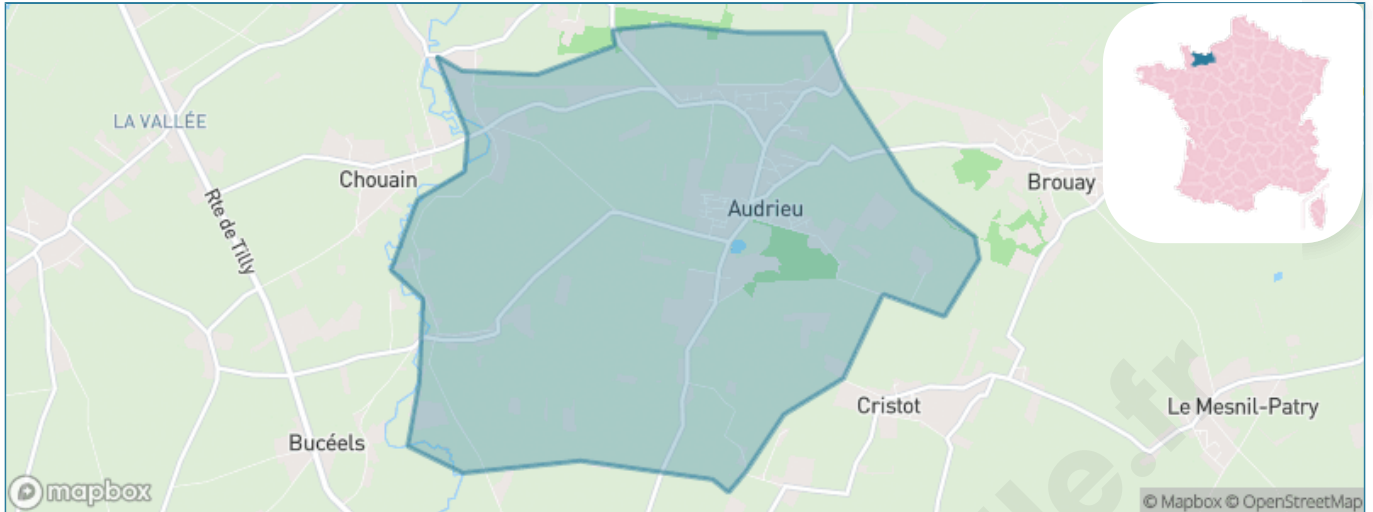 LA VALLÉE
Chouain
Rte de Tilly
Audrieu
Brouay
Cristot
Le Mesnil-Patry
Bucéels
mapbox
© Mapbox © OpenStreetMap